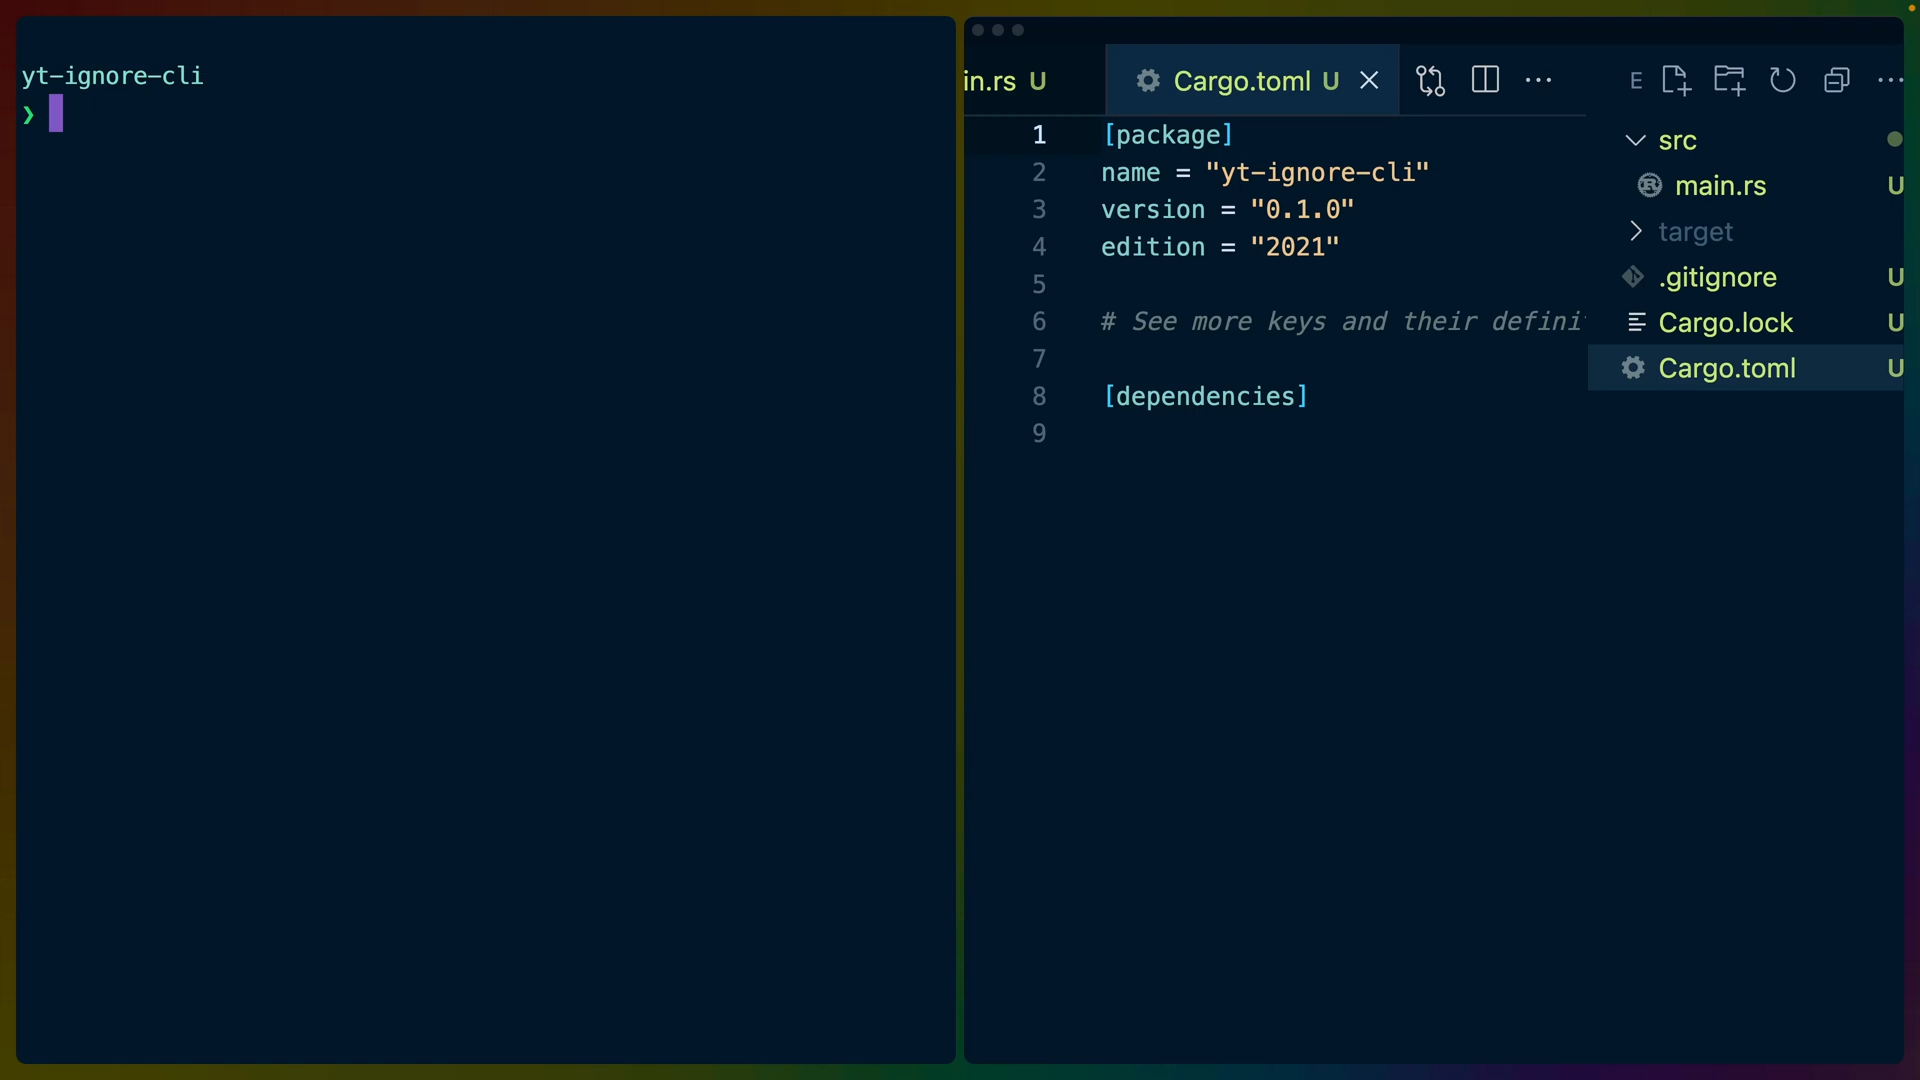 yt-ignore-cli
❯
in.rs U
Cargo.toml U
1 [package]
2 name = "yt-ignore-cli"
3 version = "0.1.0"
4 edition = "2021"
5
6 # See more keys and their defini
7
8 [dependencies]
9
E
src
main.rs U
target
.gitignore U
Cargo.lock U
Cargo.toml U